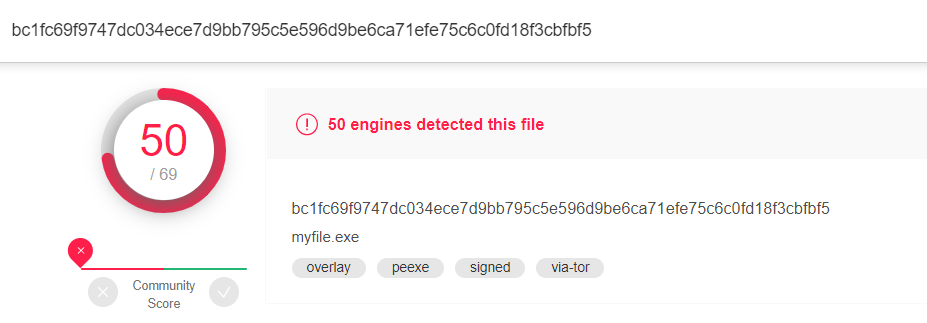 bc1fc69f9747dc034ece7d9bb795c5e596d9be6ca71efe75c6c0fd18f3cbfbf5
50
/ 69
Community
Score
50 engines detected this file
bc1fc69f9747dc034ece7d9bb795c5e596d9be6ca71efe75c6c0fd18f3cbfbf5
myfile.exe
overlay peexe signed via-tor